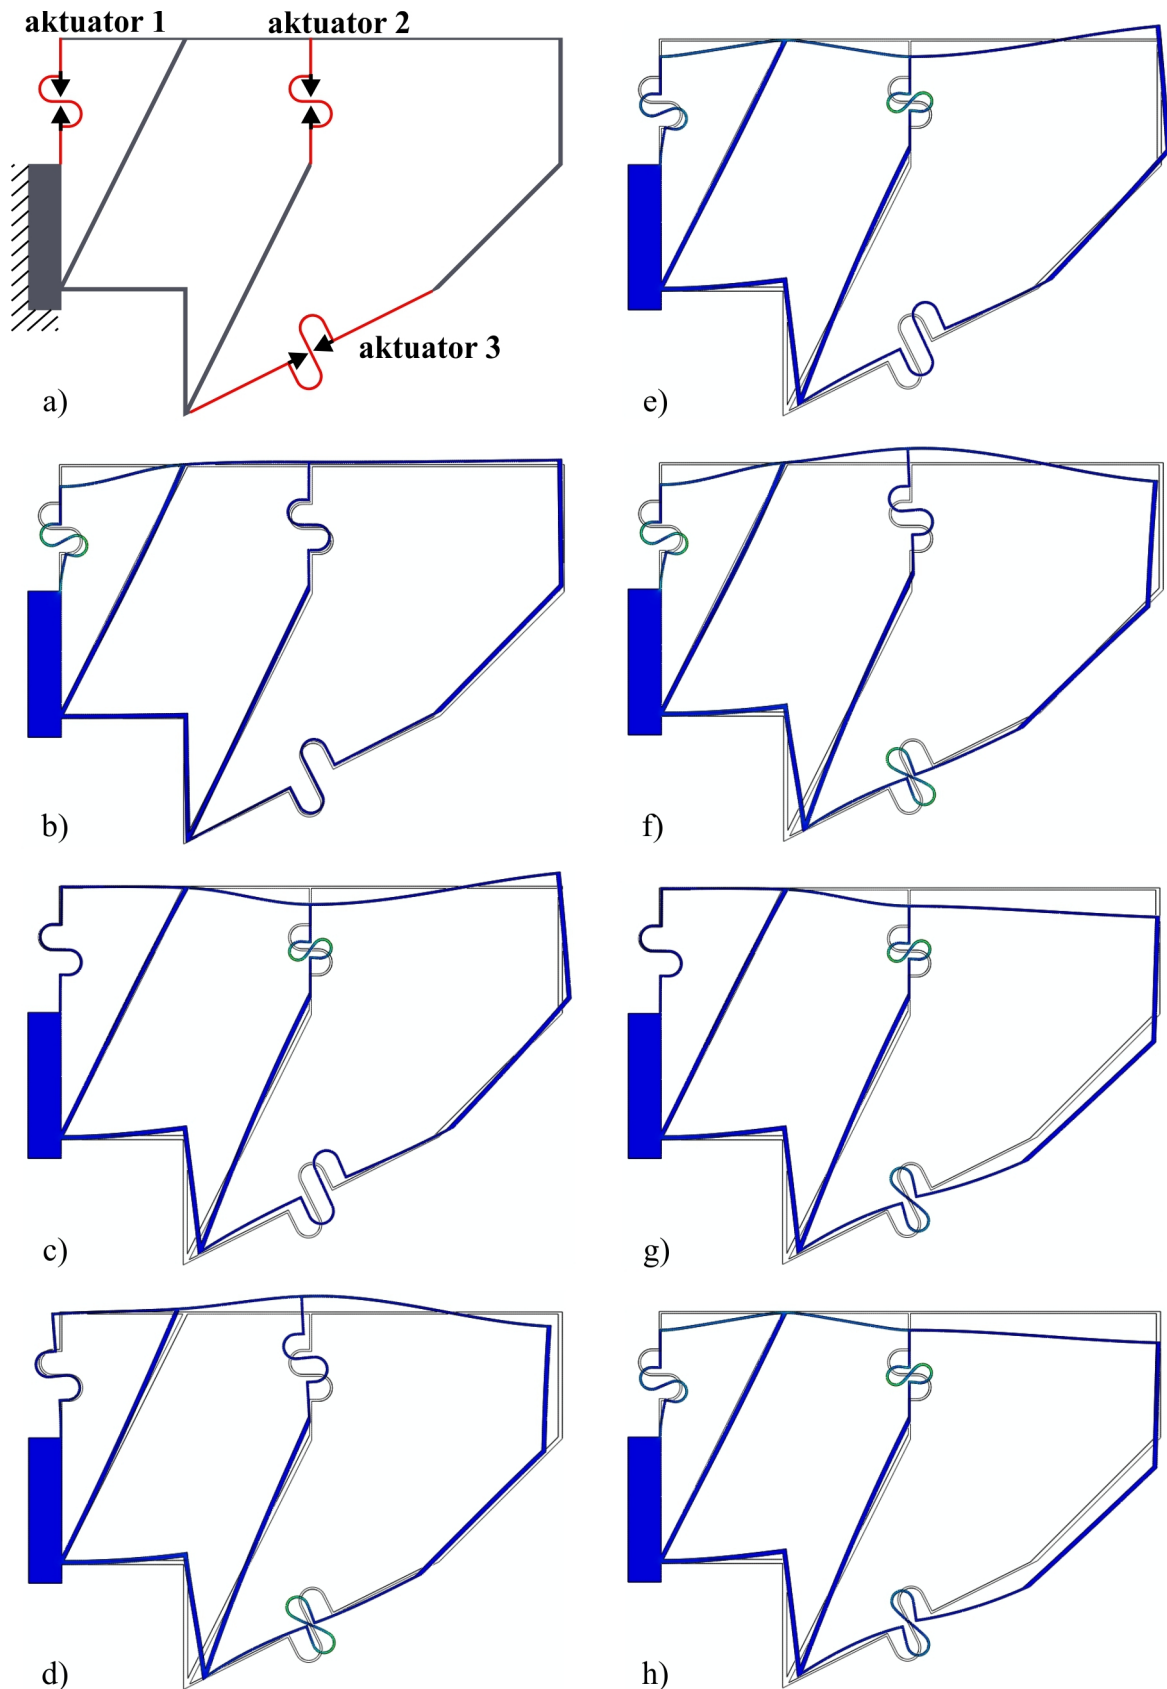 aktuator 1
aktuator 2
aktuator 3
a)
e)
b)
f)
c)
g)
d)
h)